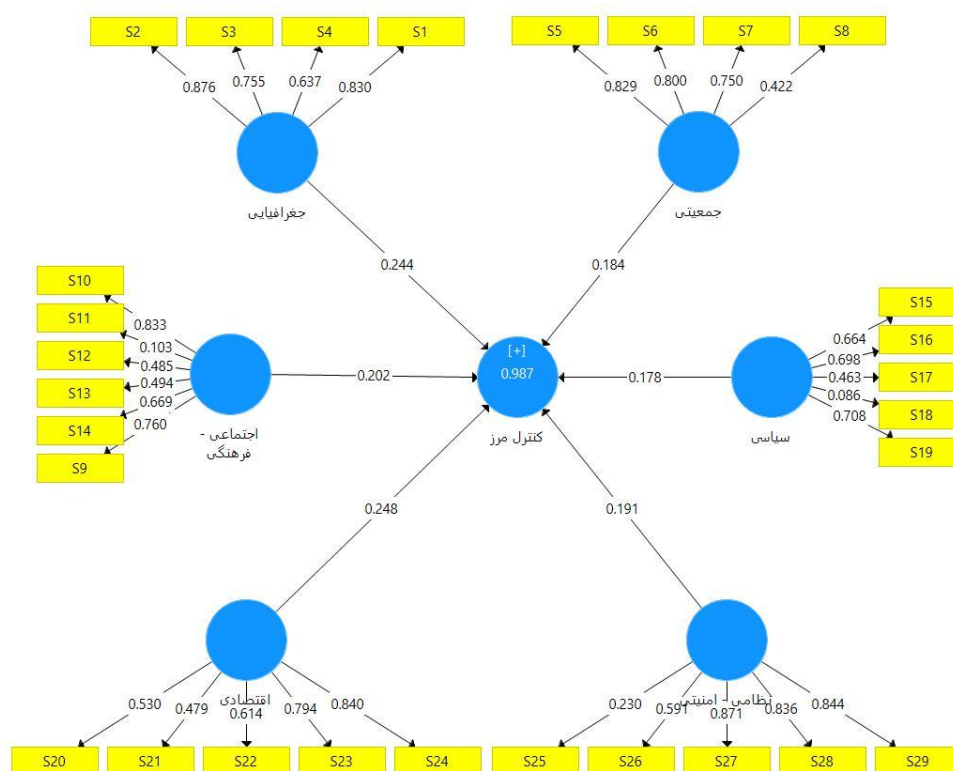 S2 S3 S4 S1
0.876 0.755 0.637 0.830
جغرافیایی
S5 S6 S7 S8
0.829 0.800 0.750 0.422
جمعیتی
0.244
0.184
S10
S11
S12
S13
S14
S9
0.833
0.103
0.485
0.494
0.669
0.760
اجتماعی -
فرهنگی
0.202
[+]
0.987
کنترل مرز
0.178
سیاسی
0.664
0.698
0.463
0.086
0.708
S15
S16
S17
S18
S19
0.248
0.191
اقتصادی
0.530 0.479 0.614 0.794 0.840
S20 S21 S22 S23 S24
نظامی - امنیتی
0.230 0.591 0.871 0.836 0.844
S25 S26 S27 S28 S29